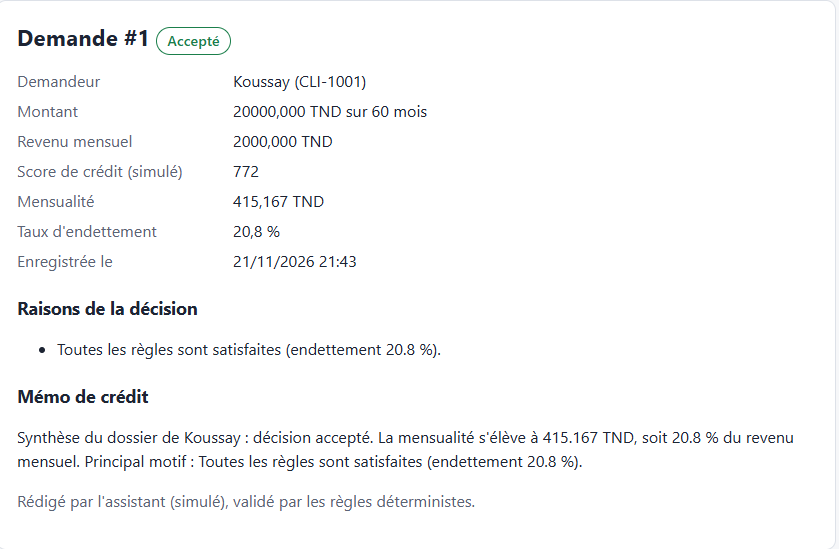 Demande #1 Accepté
Demandeur Koussay (CLI-1001)
Montant 20000,000 TND sur 60 mois
Revenu mensuel 2000,000 TND
Score de crédit (simulé) 772
Mensualité 415,167 TND
Taux d'endettement 20,8 %
Enregistrée le 21/11/2026 21:43
Raisons de la décision
• Toutes les règles sont satisfaites (endettement 20.8 %).
Mémo de crédit
Synthèse du dossier de Koussay : décision accepté. La mensualité s'élève à 415.167 TND, soit 20.8 % du revenu
mensuel. Principal motif : Toutes les règles sont satisfaites (endettement 20.8 %).
Rédigé par l'assistant (simulé), validé par les règles déterministes.